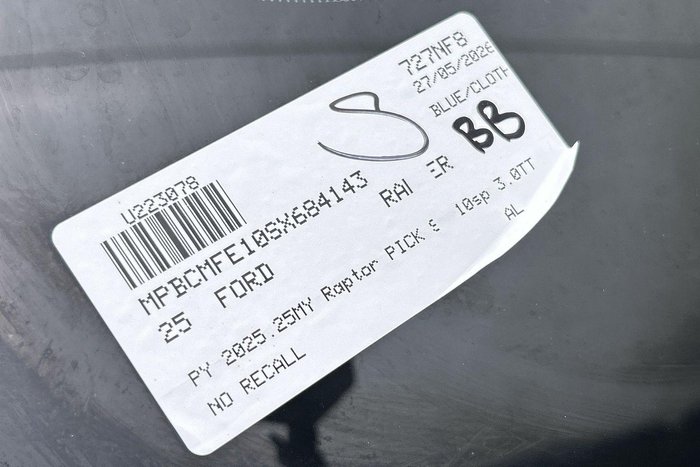 727NF8
27/05/2026
U223078
BLUE/CLOTH
BB
MPBCMFE10SX684143
25 FORD RAI ER
PY 2025.25MY Raptor PICK 10sp 3.0TT
NO RECALL AL